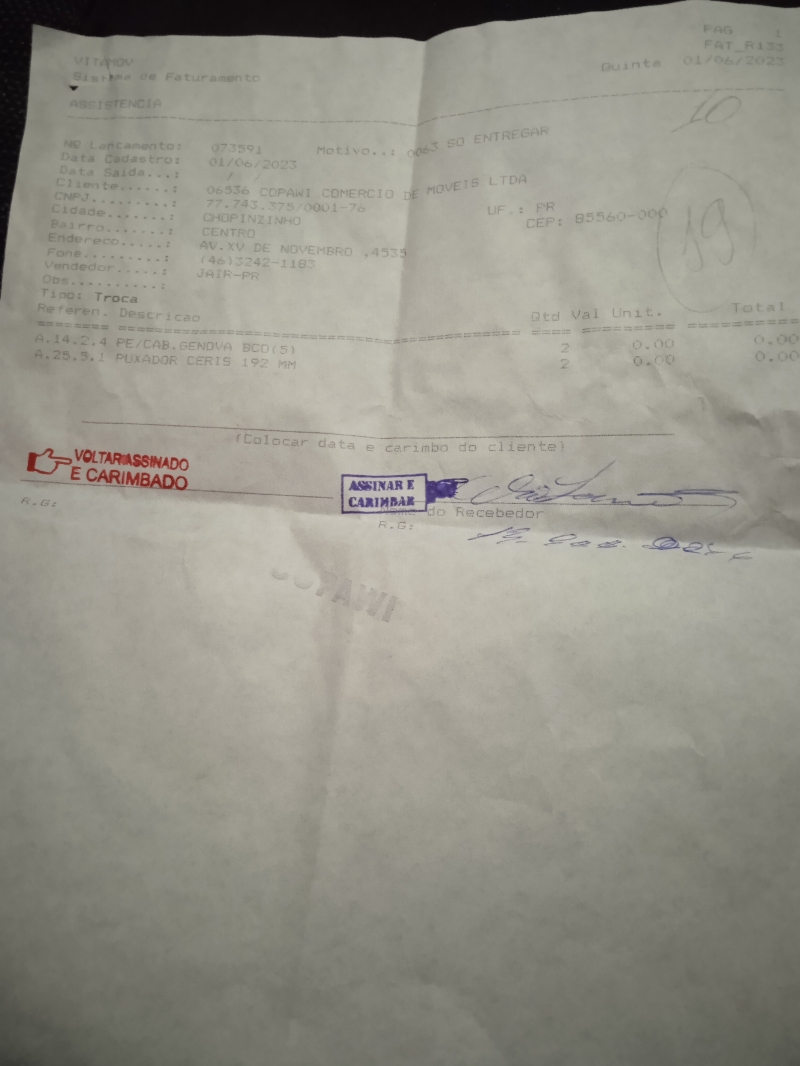 PAG 1
VITAMOV FAT_R133
Sistema de Faturamento Quinta 01/06/2023
ASSISTENCIA
10
NO Lancamento: 073591 Motivo..: 0063 SO ENTREGAR
Data Cadastro: 01/06/2023
Data Saida...: / /
Cliente......: 06536 COPAWI COMERCIO DE MOVEIS LTDA
CNPJ.........: 77.743.375/0001-76 UF.: PR
Cidade.......: CHOPINZINHO CEP: 85560-000
Bairro.......: CENTRO
19
Endereco.....: AV.XV DE NOVEMBRO ,4535
Fone.........: (46)3242-1183
Vendedor.....: JAIR-PR
Obs..........:
Tipo: Troca
Referen. Descricao Qtd Val Unit. Total
A.14.2.4 PE/CAB.GENOVA BCO(5) 2 0.00 0.00
A.25.5.1 PUXADOR CERIS 192 MM 2 0.00 0.00
(Colocar data e carimbo do cliente)
VOLTAR ASSINADO
E CARIMBADO
ASSINAR E
CARIMBAR
Nome do Recebedor
R.G:
R.G: